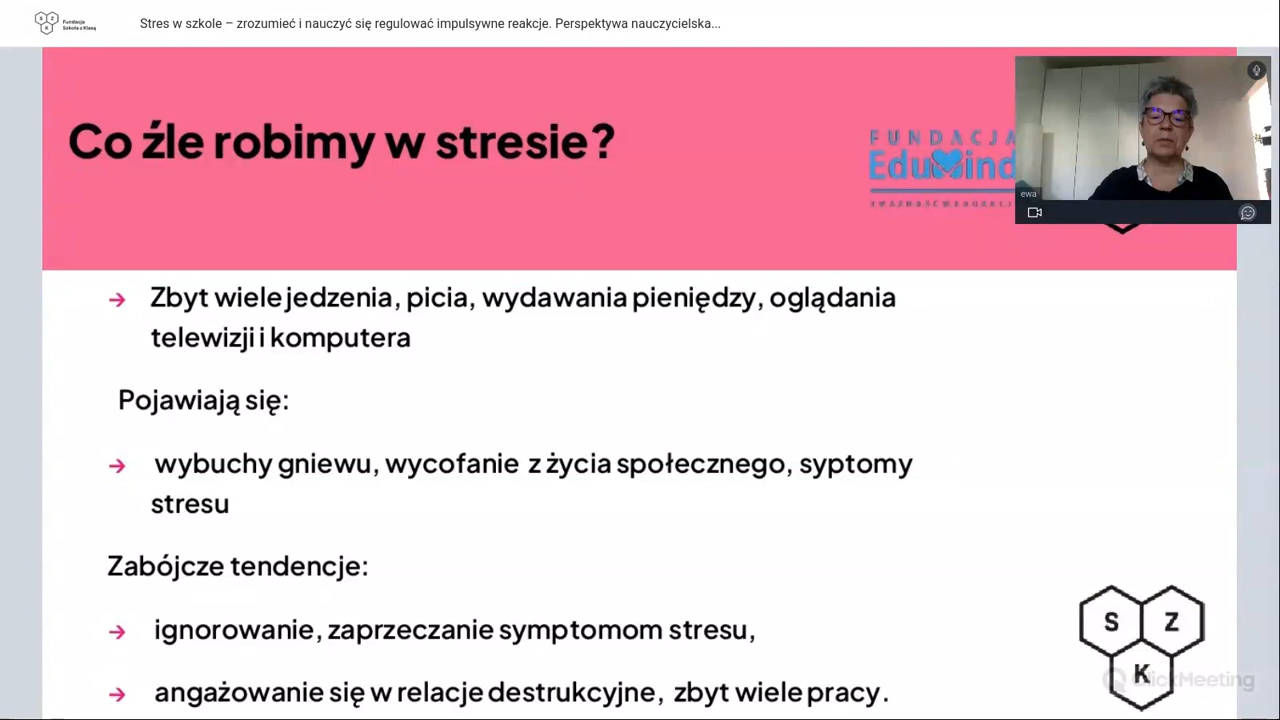 S Z K Fundacja Szkoła z Klasą
Stres w szkole – zrozumieć i nauczyć się regulować impulsywne reakcje. Perspektywa nauczycielska...
Co źle robimy w stresie?
FUNDACJA
EduMind
ewa
→ Zbyt wiele jedzenia, picia, wydawania pieniędzy, oglądania
telewizji i komputera
Pojawiają się:
→ wybuchy gniewu, wycofanie z życia społecznego, syptomy
stresu
Zabójcze tendencje:
→ ignorowanie, zaprzeczanie symptomom stresu,
→ angażowanie się w relacje destrukcyjne, zbyt wiele pracy.
S Z
K
ClickMeeting